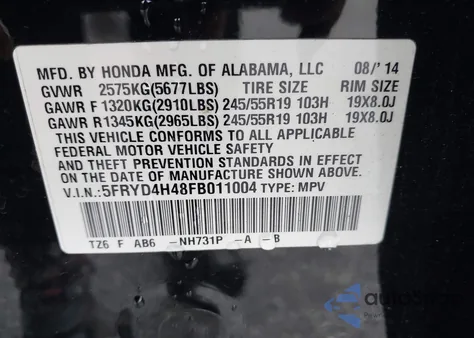 MFD. BY HONDA MFG. OF ALABAMA, LLC 08/'14
GVWR 2575KG(5677LBS) TIRE SIZE RIM SIZE
GAWR F 1320KG(2910LBS) 245/55R19 103H 19X8.0J
GAWR R1345KG(2965LBS) 245/55R19 103H 19X8.0J
THIS VEHICLE CONFORMS TO ALL APPLICABLE
FEDERAL MOTOR VEHICLE SAFETY
AND THEFT PREVENTION STANDARDS IN EFFECT
ON THE DATE OF MANUFACTURE SHOWN ABOVE.
V.I.N.:5FRYD4H48FB011004 TYPE: MPV
TZ6 F AB6 -NH731P -A -B